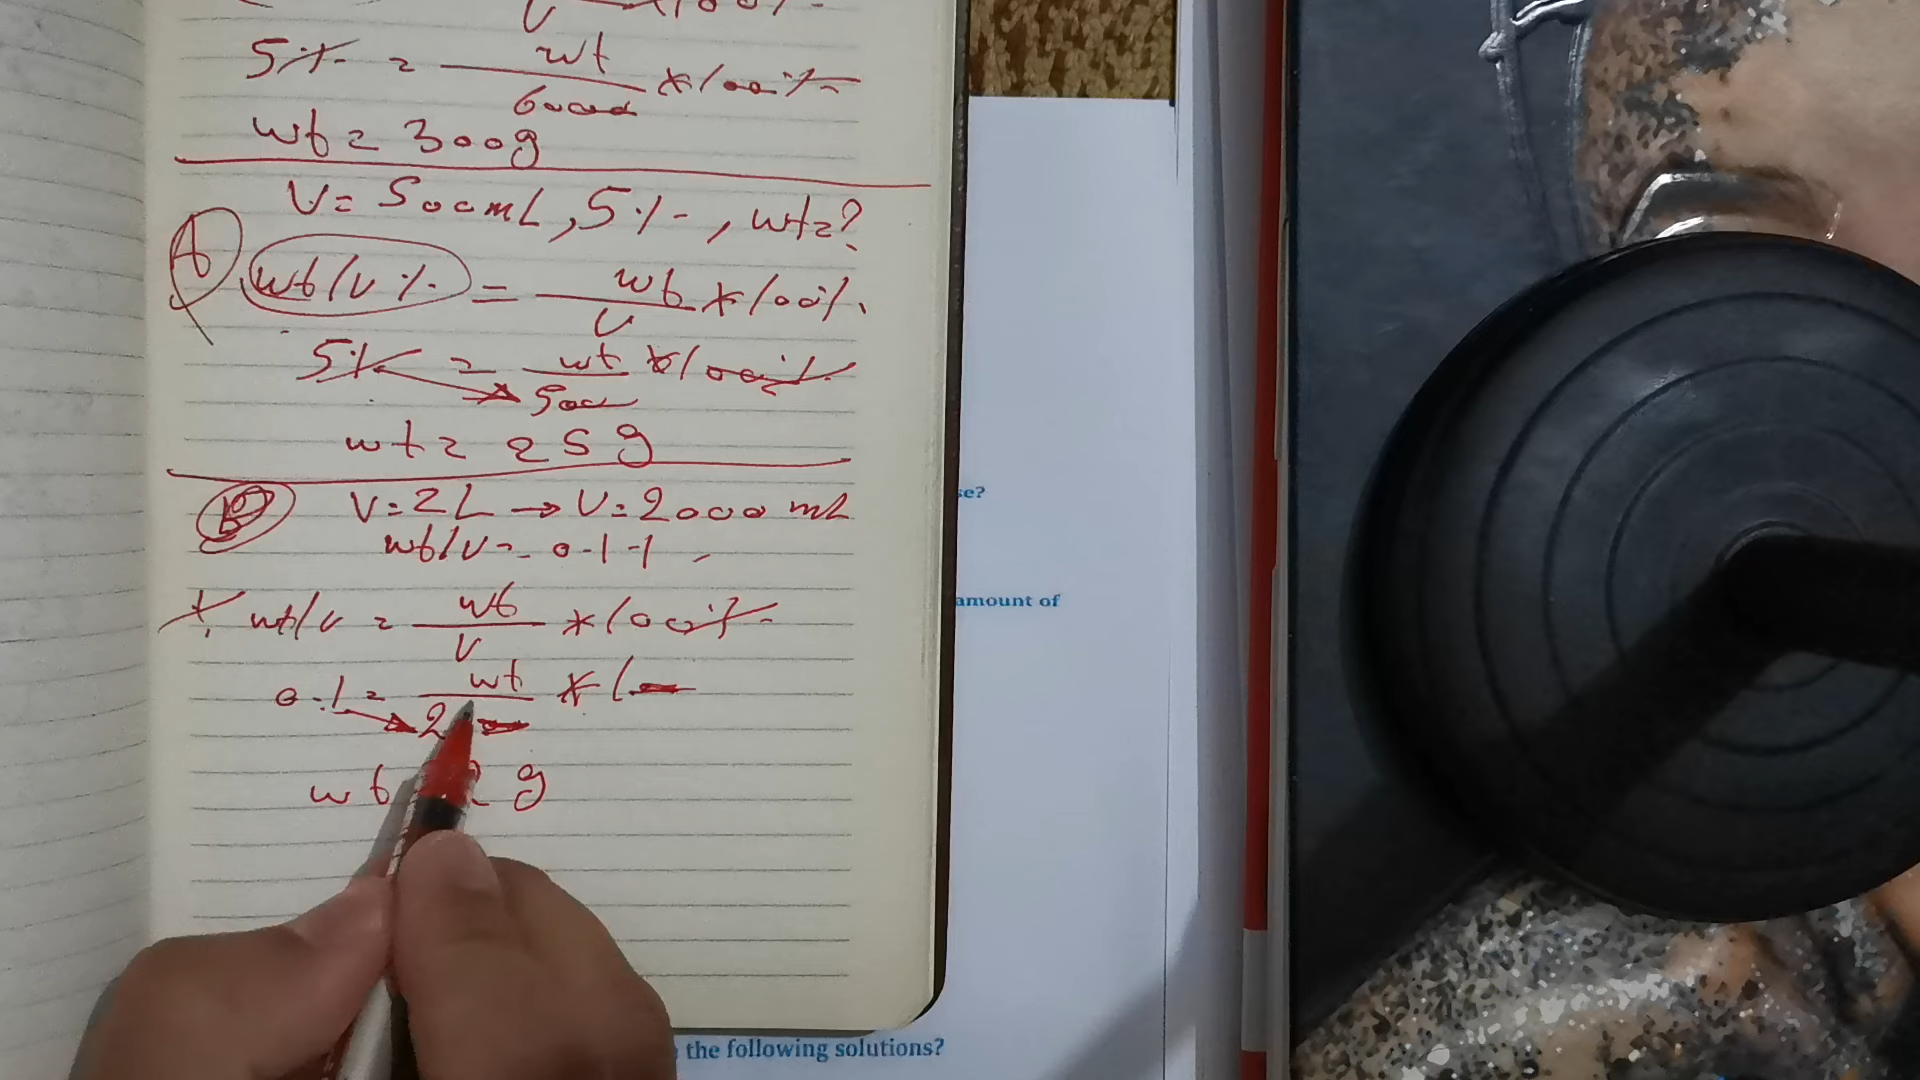 5% = wt / 6000 * 100%
wt = 300g
V = 500mL, 5%, wt=?
A wt/v% = wt / V * 100%
5% = wt / 500 * 100%
wt = 25g
B V=2L → V=2000 mL
wt/v = 0.1%
% wt/v = wt / V * 100%
0.1 = wt / 2 * 1
wt 2 g
se?
amount of
the following solutions?